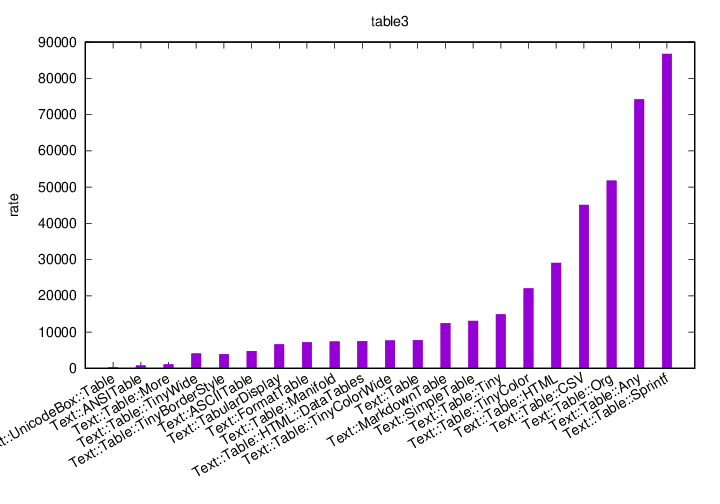 table3
90000
80000
70000
60000
50000
40000
30000
20000
10000
0
rate
t::UnicodeBox::Table
Text::ANSITable
Text::Table::More
Text::Table::TinyWide
Text::Table::TinyBorderStyle
Text::ASCIITable
Text::TabularDisplay
Text::FormatTable
Text::Table::Manifold
Text::Table::HTML::DataTables
Text::Table::TinyColorWide
Text::Table
Text::MarkdownTable
Text::SimpleTable
Text::Table::Tiny
Text::Table::TinyColor
Text::Table::HTML
Text::Table::CSV
Text::Table::Org
Text::Table::Any
Text::Table::Sprintf